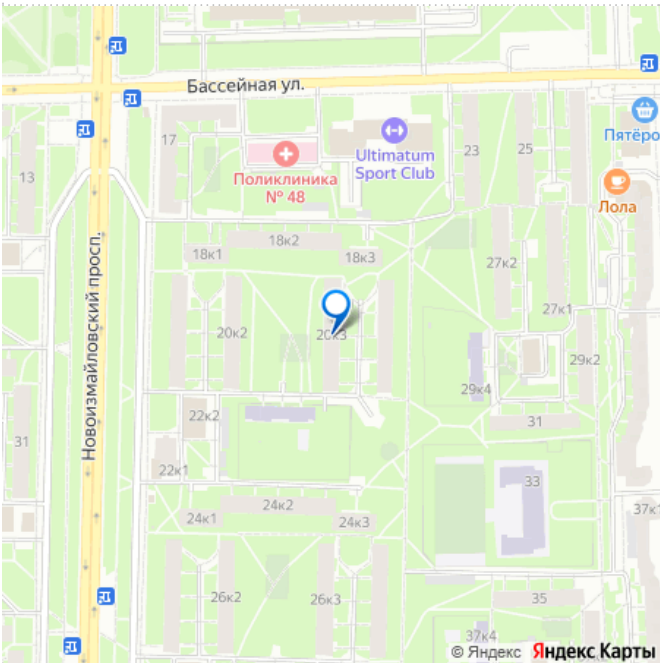 Бассейная ул.
17
Поликлиника
№ 48
Ultimatum
Sport Club
23
25
Пятёро
Лола
13
18к1
18к2
18к3
27к2
27к1
20к2
20к3
Новоизмайловский просп.
29к4
29к2
22к2
31
31
22к1
24к1
24к2
24к3
33
37к1
26к2
26к3
35
37к4
© Яндекс Яндекс Карты